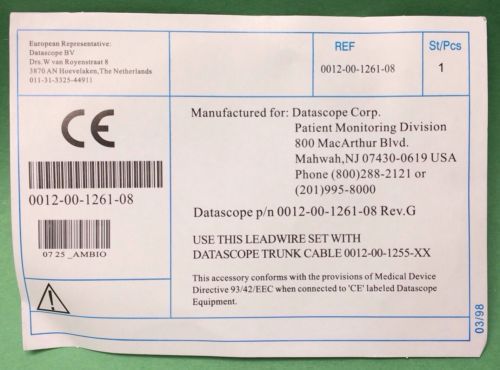 European Representative:
Datascope BV
Drs.W van Royenstraat 8
3870 AN Hoevelaken,The Netherlands
011-31-3325-44911
REF
0012-00-1261-08
St/Pcs
1
CE
0012-00-1261-08
07 25 _AMBIO
Manufactured for: Datascope Corp.
Patient Monitoring Division
800 MacArthur Blvd.
Mahwah,NJ 07430-0619 USA
Phone (800)288-2121 or
(201)995-8000
Datascope p/n 0012-00-1261-08 Rev.G
USE THIS LEADWIRE SET WITH
DATASCOPE TRUNK CABLE 0012-00-1255-XX
This accessory conforms with the provisions of Medical Device
Directive 93/42/EEC when connected to 'CE' labeled Datascope
Equipment.
!
03/98